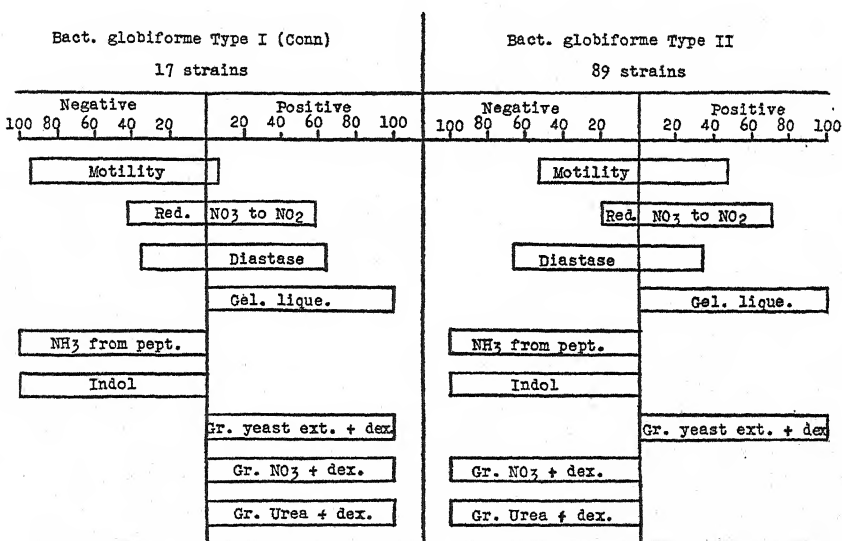 Bact. globiforme Type I (Conn)
17 strains
Negative Positive
100 80 60 40 20 20 40 60 80 100
Motility
Red. NO3 to NO2
Diastase
Gel. lique.
NH3 from pept.
Indol
Gr. yeast ext. + dex.
Gr. NO3 + dex.
Gr. Urea + dex.
Bact. globiforme Type II
89 strains
Negative Positive
100 80 60 40 20 20 40 60 80 100
Motility
Red. NO3 to NO2
Diastase
Gel. lique.
NH3 from pept.
Indol
Gr. yeast ext. + dex
Gr. NO3 + dex.
Gr. Urea + dex.